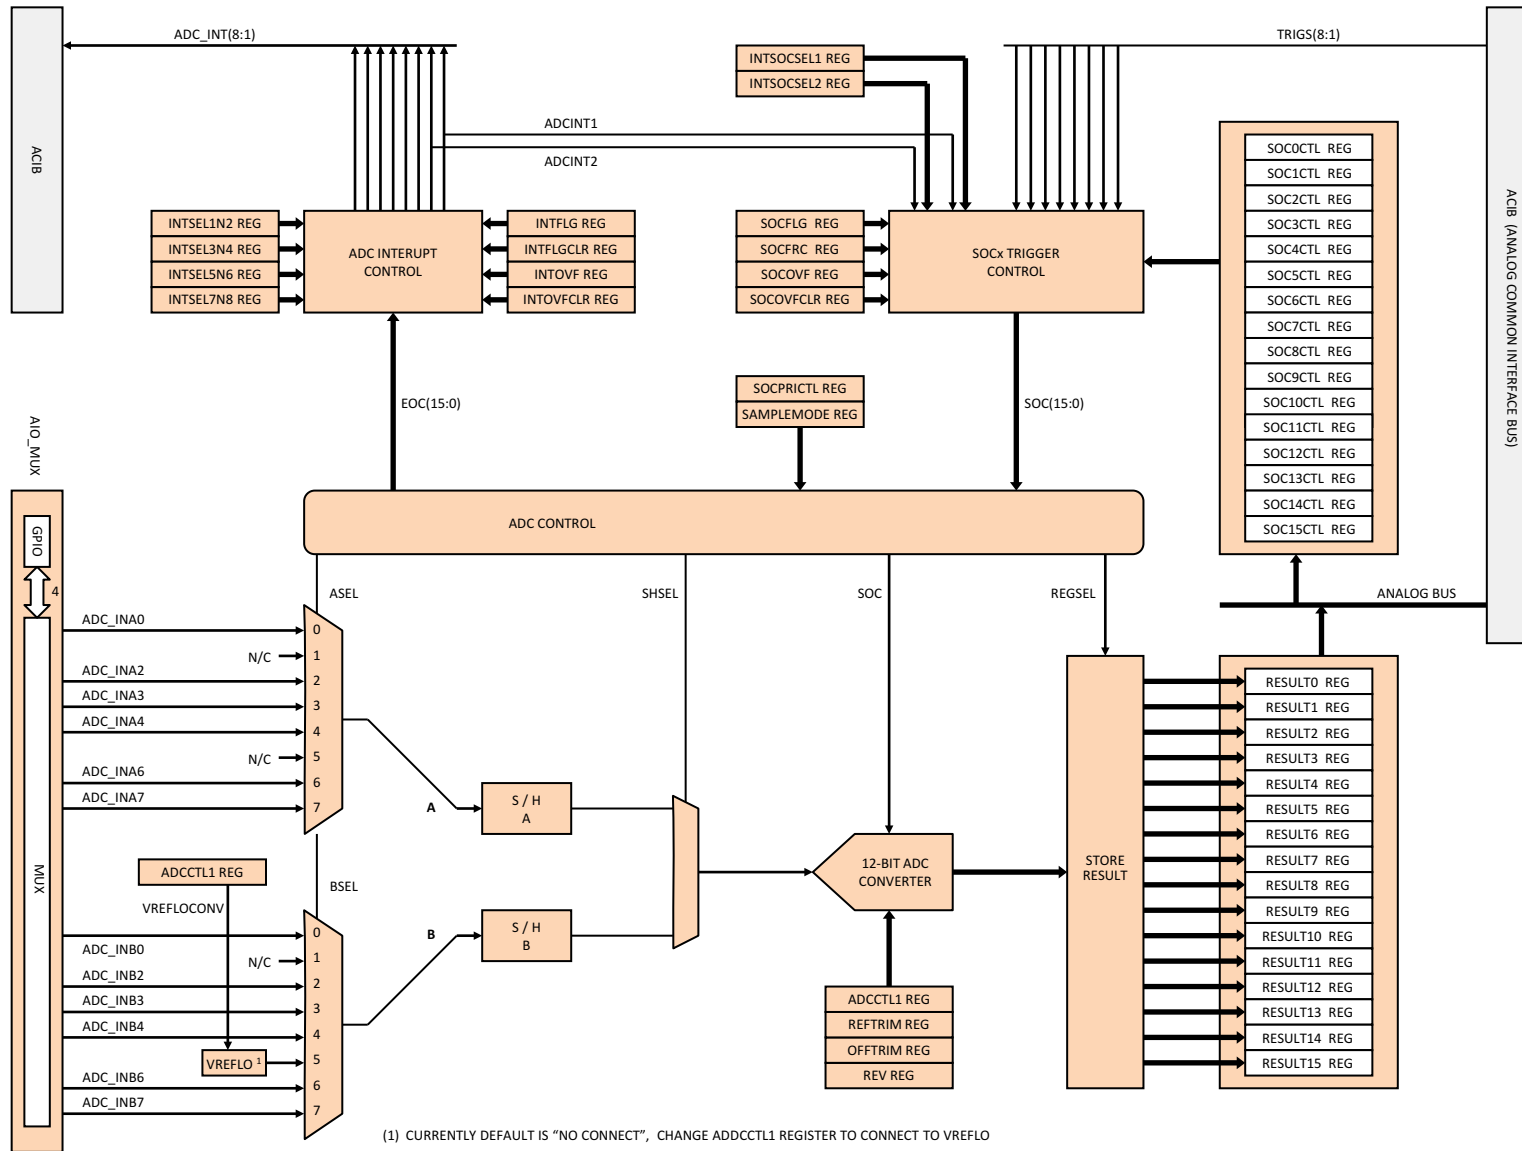 ADC_INT(8:1)
TRIGS(8:1)
INTSOCSEL1 REG
INTSOCSEL2 REG
ACIB
ADCINT1
ADCINT2
ACIB (ANALOG COMMON INTERFACE BUS)
SOC0CTL REG
SOC1CTL REG
SOC2CTL REG
SOC3CTL REG
SOC4CTL REG
SOC5CTL REG
SOC6CTL REG
SOC7CTL REG
SOC8CTL REG
SOC9CTL REG
SOC10CTL REG
SOC11CTL REG
SOC12CTL REG
SOC13CTL REG
SOC14CTL REG
SOC15CTL REG
INTSEL1N2 REG
INTSEL3N4 REG
INTSEL5N6 REG
INTSEL7N8 REG
ADC INTERUPT
CONTROL
INTFLG REG
INTFLGCLR REG
INTOVF REG
INTOVFCLR REG
SOCFLG REG
SOCFRC REG
SOCOVF REG
SOCOVFCLR REG
SOCx TRIGGER
CONTROL
EOC(15:0)
SOCPRICTL REG
SAMPLEMODE REG
SOC(15:0)
AIO_MUX
GPIO
4
MUX
ADC CONTROL
ASEL
SHSEL
SOC
REGSEL
ANALOG BUS
ADC_INA0
N/C
ADC_INA2
ADC_INA3
ADC_INA4
N/C
ADC_INA6
ADC_INA7
0
1
2
3
4
5
6
7
A
S / H
A
ADCCTL1 REG
VREFLOCONV
BSEL
ADC_INB0
N/C
ADC_INB2
ADC_INB3
ADC_INB4
VREFLO 1
ADC_INB6
ADC_INB7
0
1
2
3
4
5
6
7
B
S / H
B
12-BIT ADC
CONVERTER
ADCCTL1 REG
REFTRIM REG
OFFTRIM REG
REV REG
STORE
RESULT
RESULT0 REG
RESULT1 REG
RESULT2 REG
RESULT3 REG
RESULT4 REG
RESULT5 REG
RESULT6 REG
RESULT7 REG
RESULT8 REG
RESULT9 REG
RESULT10 REG
RESULT11 REG
RESULT12 REG
RESULT13 REG
RESULT14 REG
RESULT15 REG
(1) CURRENTLY DEFAULT IS “NO CONNECT”, CHANGE ADDCCTL1 REGISTER TO CONNECT TO VREFLO